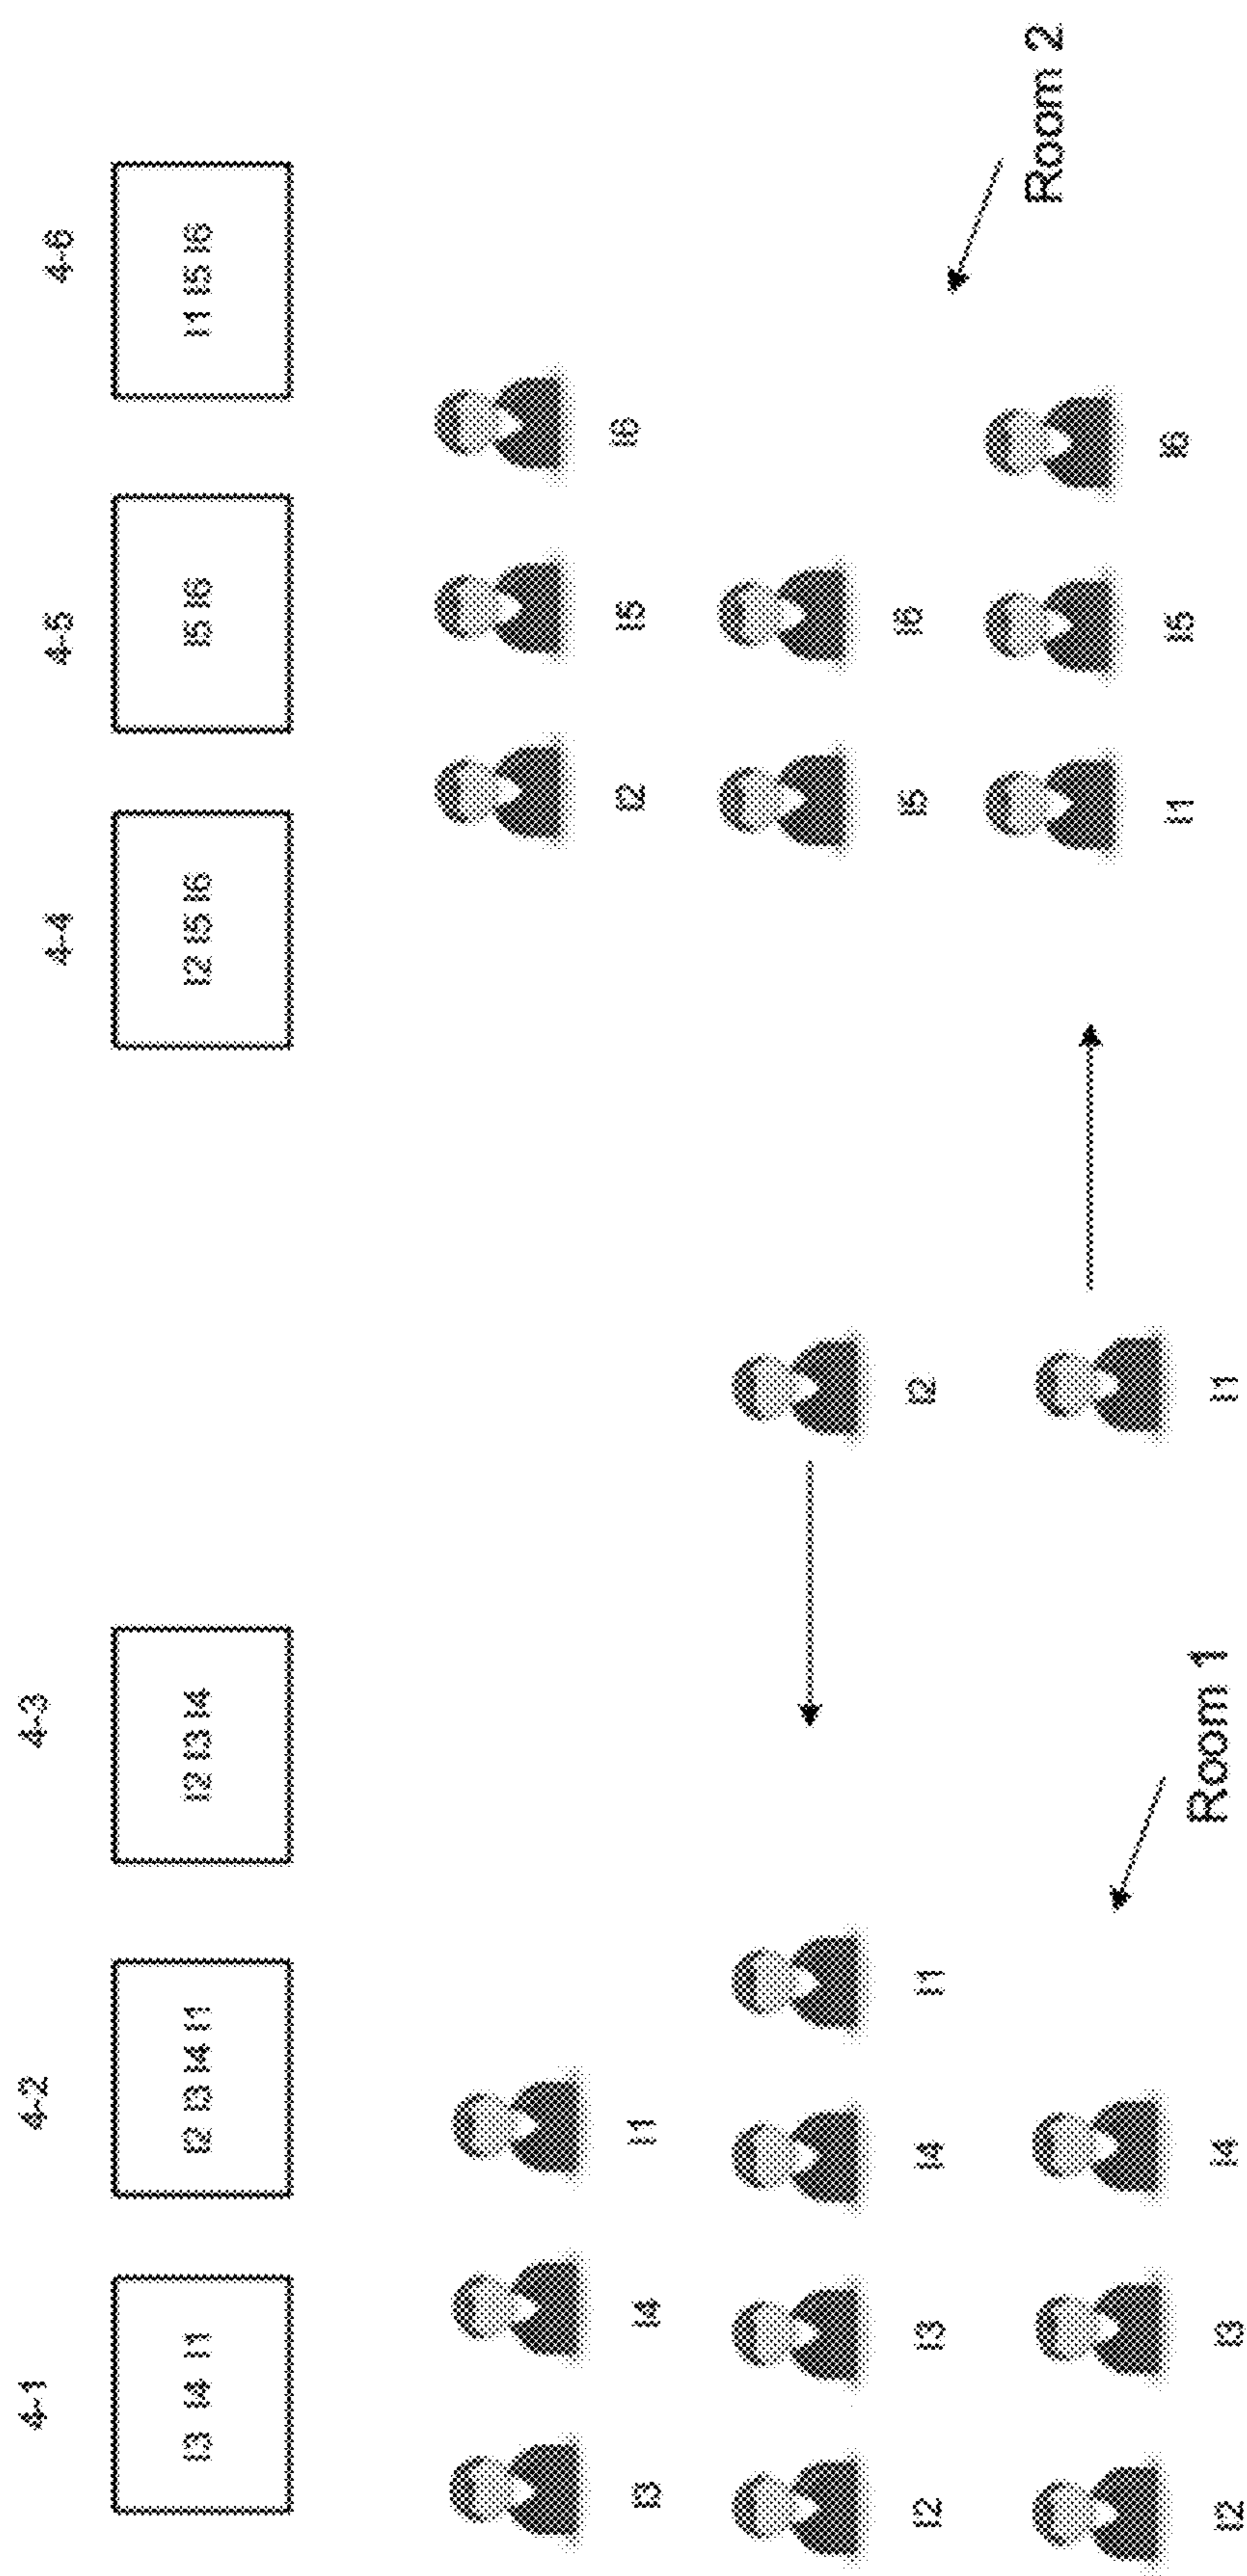 4-1 4-2 4-3 4-4 4-5 4-6
I3 I4 I1 I2 I3 I4 I1 I2 I3 I4 I2 I5 I6 I5 I6 I1 I5 I6
I3 I4 I1 I2 I5 I6
I2 I3 I4 I1 I2 I5 I6
Room 2
I2 I3 I4 Room 1 I1 I1 I5 I6